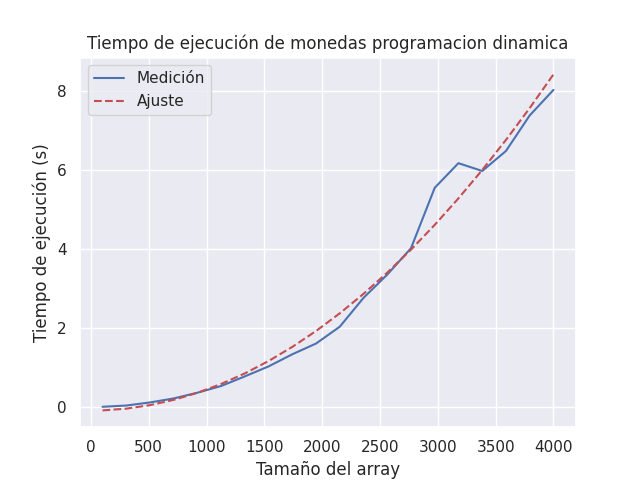 Tiempo de ejecución de monedas programacion dinamica
Medición
Ajuste
Tiempo de ejecución (s)
8
6
4
2
0
0 500 1000 1500 2000 2500 3000 3500 4000
Tamaño del array